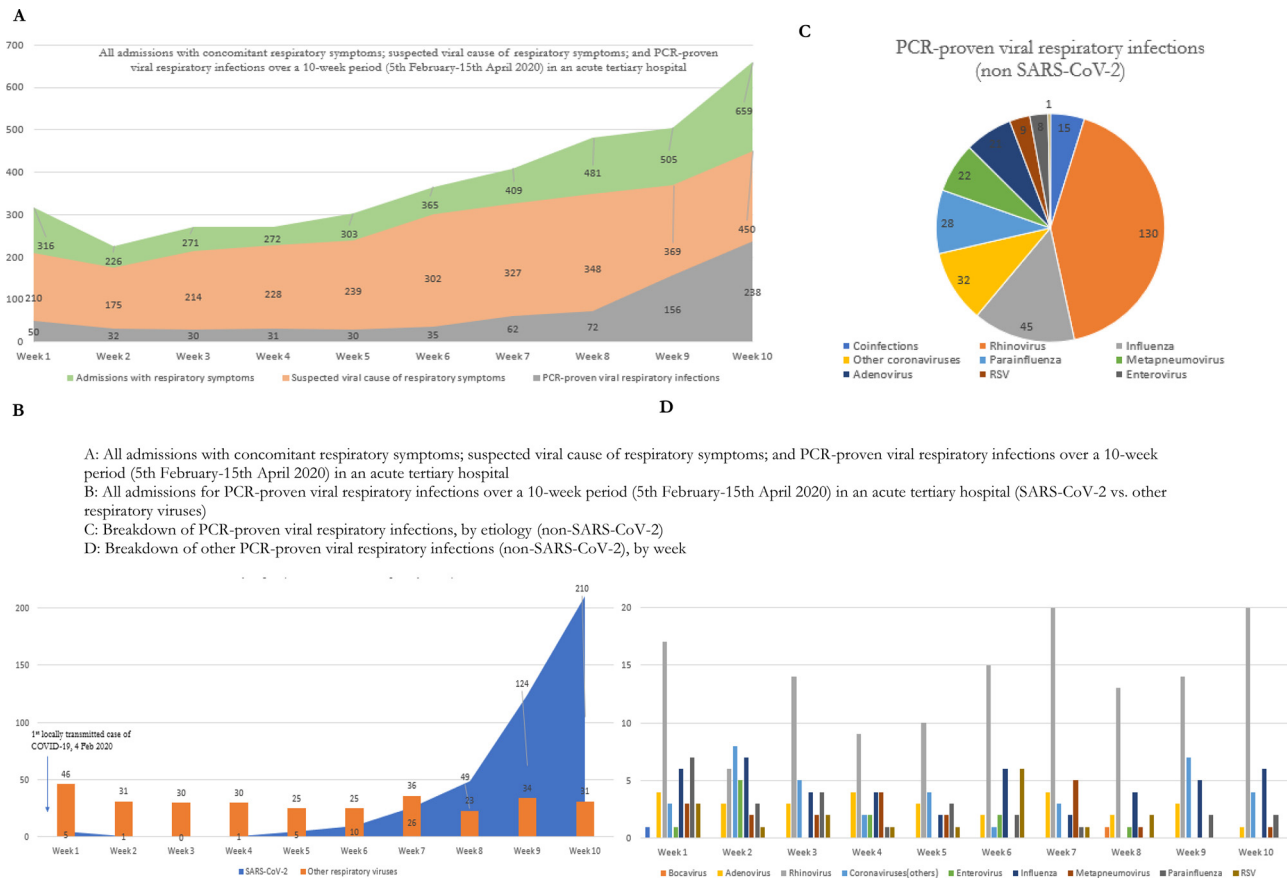 A
All admissions with concomitant respiratory symptoms; suspected viral cause of respiratory symptoms; and PCR-proven
viral respiratory infections over a 10-week period (5th February-15th April 2020) in an acute tertiary hospital
700
600
500
400
300
200
100
0
316 226 271 272 303 365 409 481 505 659
210 175 214 228 239 302 327 348 369 450
50 32 30 31 30 35 62 72 156 238
Week 1 Week 2 Week 3 Week 4 Week 5 Week 6 Week 7 Week 8 Week 9 Week 10
Admissions with respiratory symptoms Suspected viral cause of respiratory symptoms PCR-proven viral respiratory infections
C
PCR-proven viral respiratory infections
(non SARS-CoV-2)
1
15
130
45
32
28
22
9
8
Coinfections Rhinovirus Influenza
Other coronaviruses Parainfluenza Metapneumovirus
Adenovirus RSV Enterovirus
B
D
A: All admissions with concomitant respiratory symptoms; suspected viral cause of respiratory symptoms; and PCR-proven viral respiratory infections over a 10-week
period (5th February-15th April 2020) in an acute tertiary hospital
B: All admissions for PCR-proven viral respiratory infections over a 10-week period (5th February-15th April 2020) in an acute tertiary hospital (SARS-CoV-2 vs. other
respiratory viruses)
C: Breakdown of PCR-proven viral respiratory infections, by etiology (non-SARS-CoV-2)
D: Breakdown of other PCR-proven viral respiratory infections (non-SARS-CoV-2), by week
200
150
100
50
0
1st locally transmitted case of
COVID-19, 4 Feb 2020
46 31 30 30 25 25 36 23 34 31
5 1 0 1 5 10 26 49 124 210
Week 1 Week 2 Week 3 Week 4 Week 5 Week 6 Week 7 Week 8 Week 9 Week 10
SARS-CoV-2 Other respiratory viruses
20
15
10
5
0
Week 1 Week 2 Week 3 Week 4 Week 5 Week 6 Week 7 Week 8 Week 9 Week 10
Bocavirus Adenovirus Rhinovirus Coronaviruses(others) Enterovirus Influenza Metapneumovirus Parainfluenza RSV